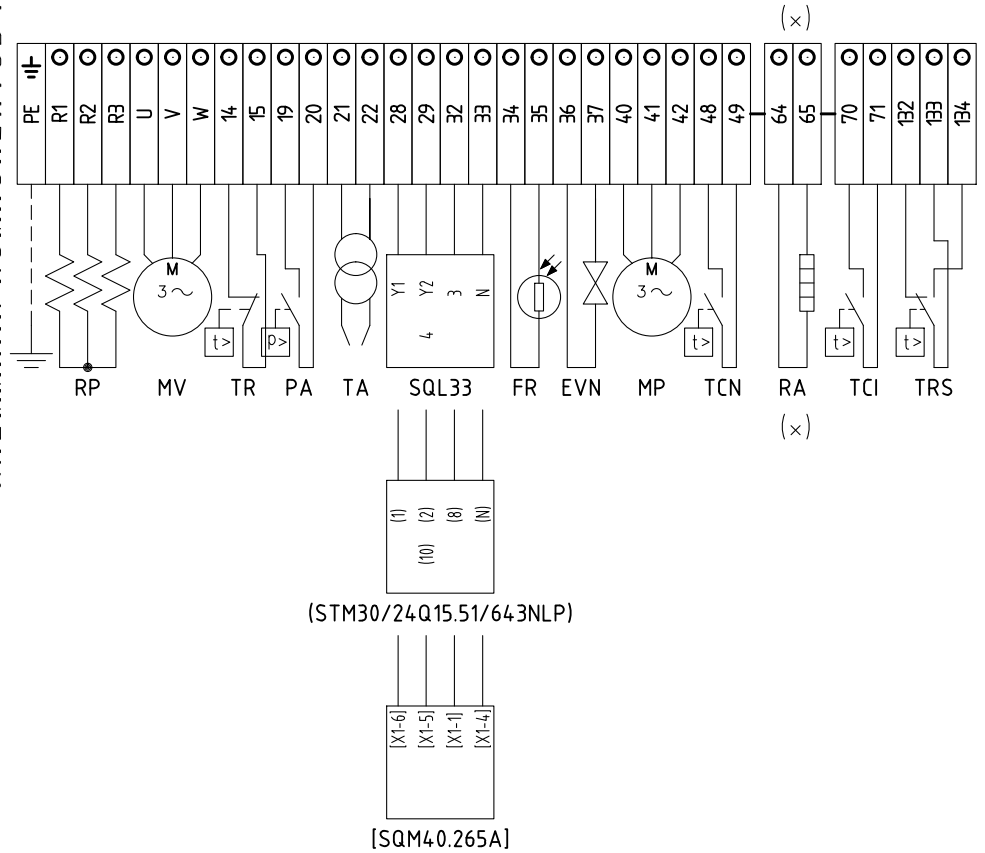 (×)
PE R1 R2 R3 U V W 14 15 19 20 21 22 28 29 32 33 34 35 36 37 40 41 42 48 49 64 65 70 71 132 133 134
M M
3~ 3~
Y1 Y2 3 N
4
t> p> t> t> t>
RP MV TR PA TA SQL33 FR EVN MP TCN RA TCI TRS
(×)
(1) (2) (8) (N)
(10)
(STM30/24Q15.51/643NLP)
[X1-6] [X1-5] [X1-1] [X1-4]
[SQM40.265A]